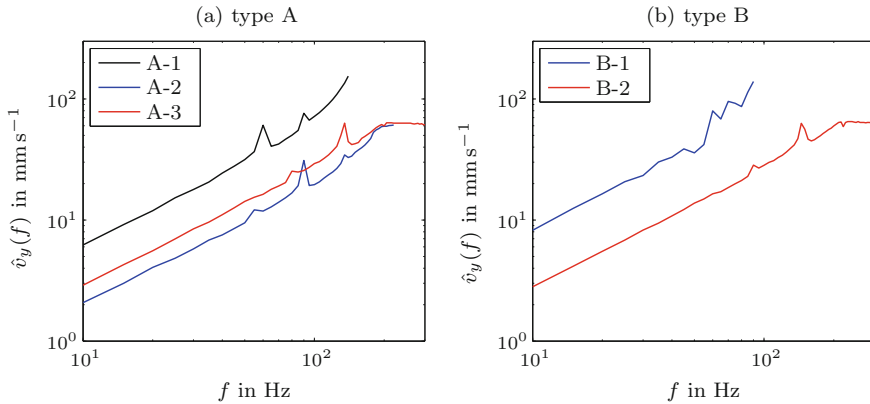 (a) type A
A-1
A-2
A-3
10²
10¹
10⁰
10¹
10²
v̂y(f) in mm s⁻¹
f in Hz
(b) type B
B-1
B-2
10²
10¹
10⁰
10¹
10²
v̂y(f) in mm s⁻¹
f in Hz